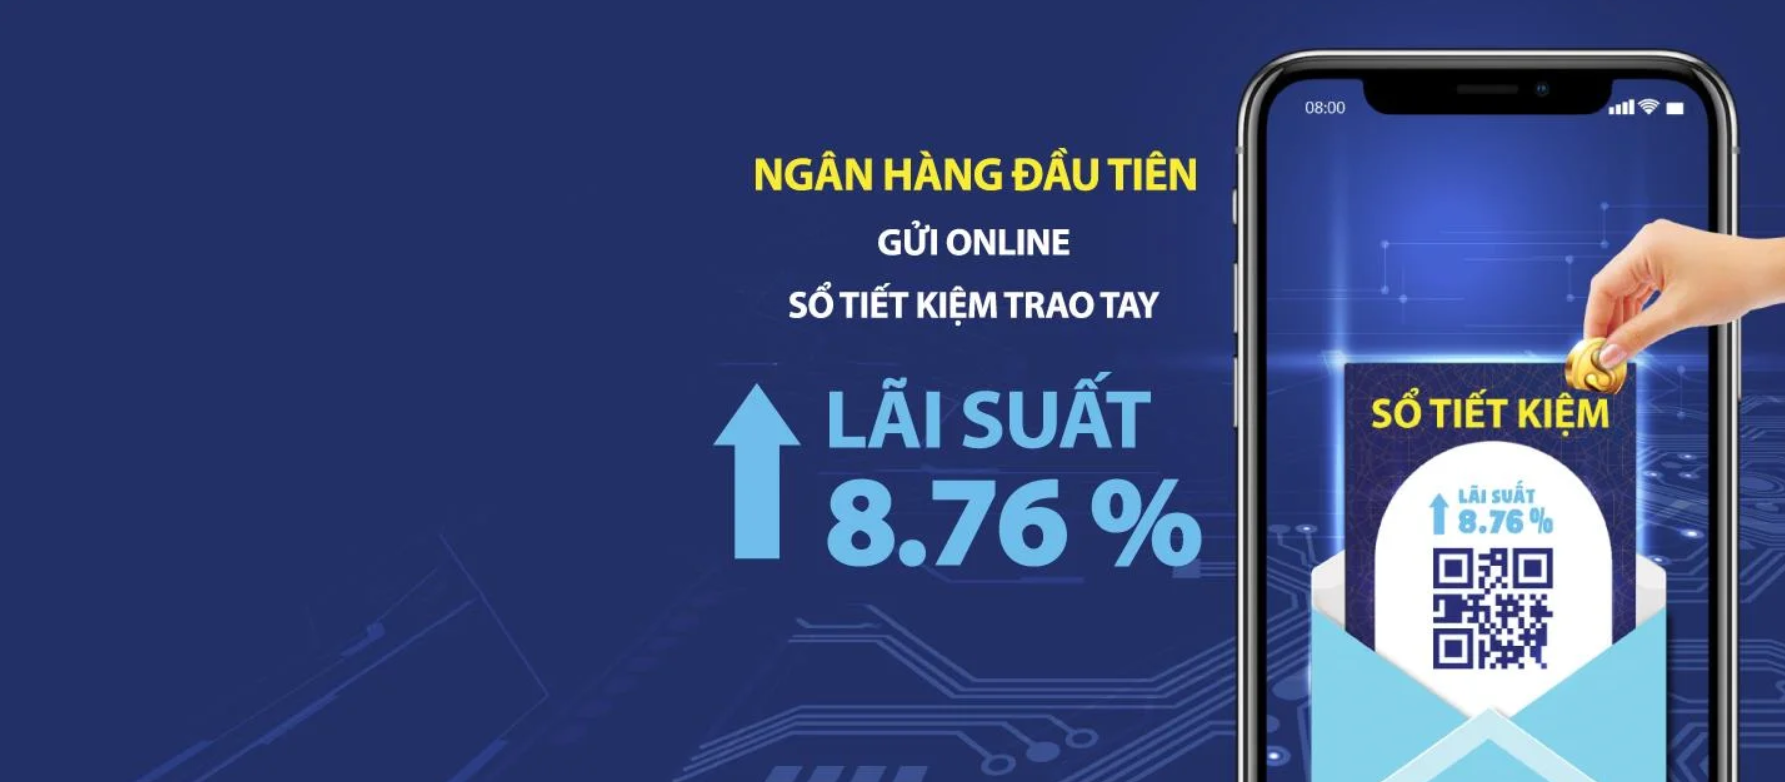 NGÂN HÀNG ĐẦU TIÊN
GỬI ONLINE
SỔ TIẾT KIỆM TRAO TAY
LÃI SUẤT
8.76 %
08:00
SỔ TIẾT KIỆM
LÃI SUẤT
8.76 %